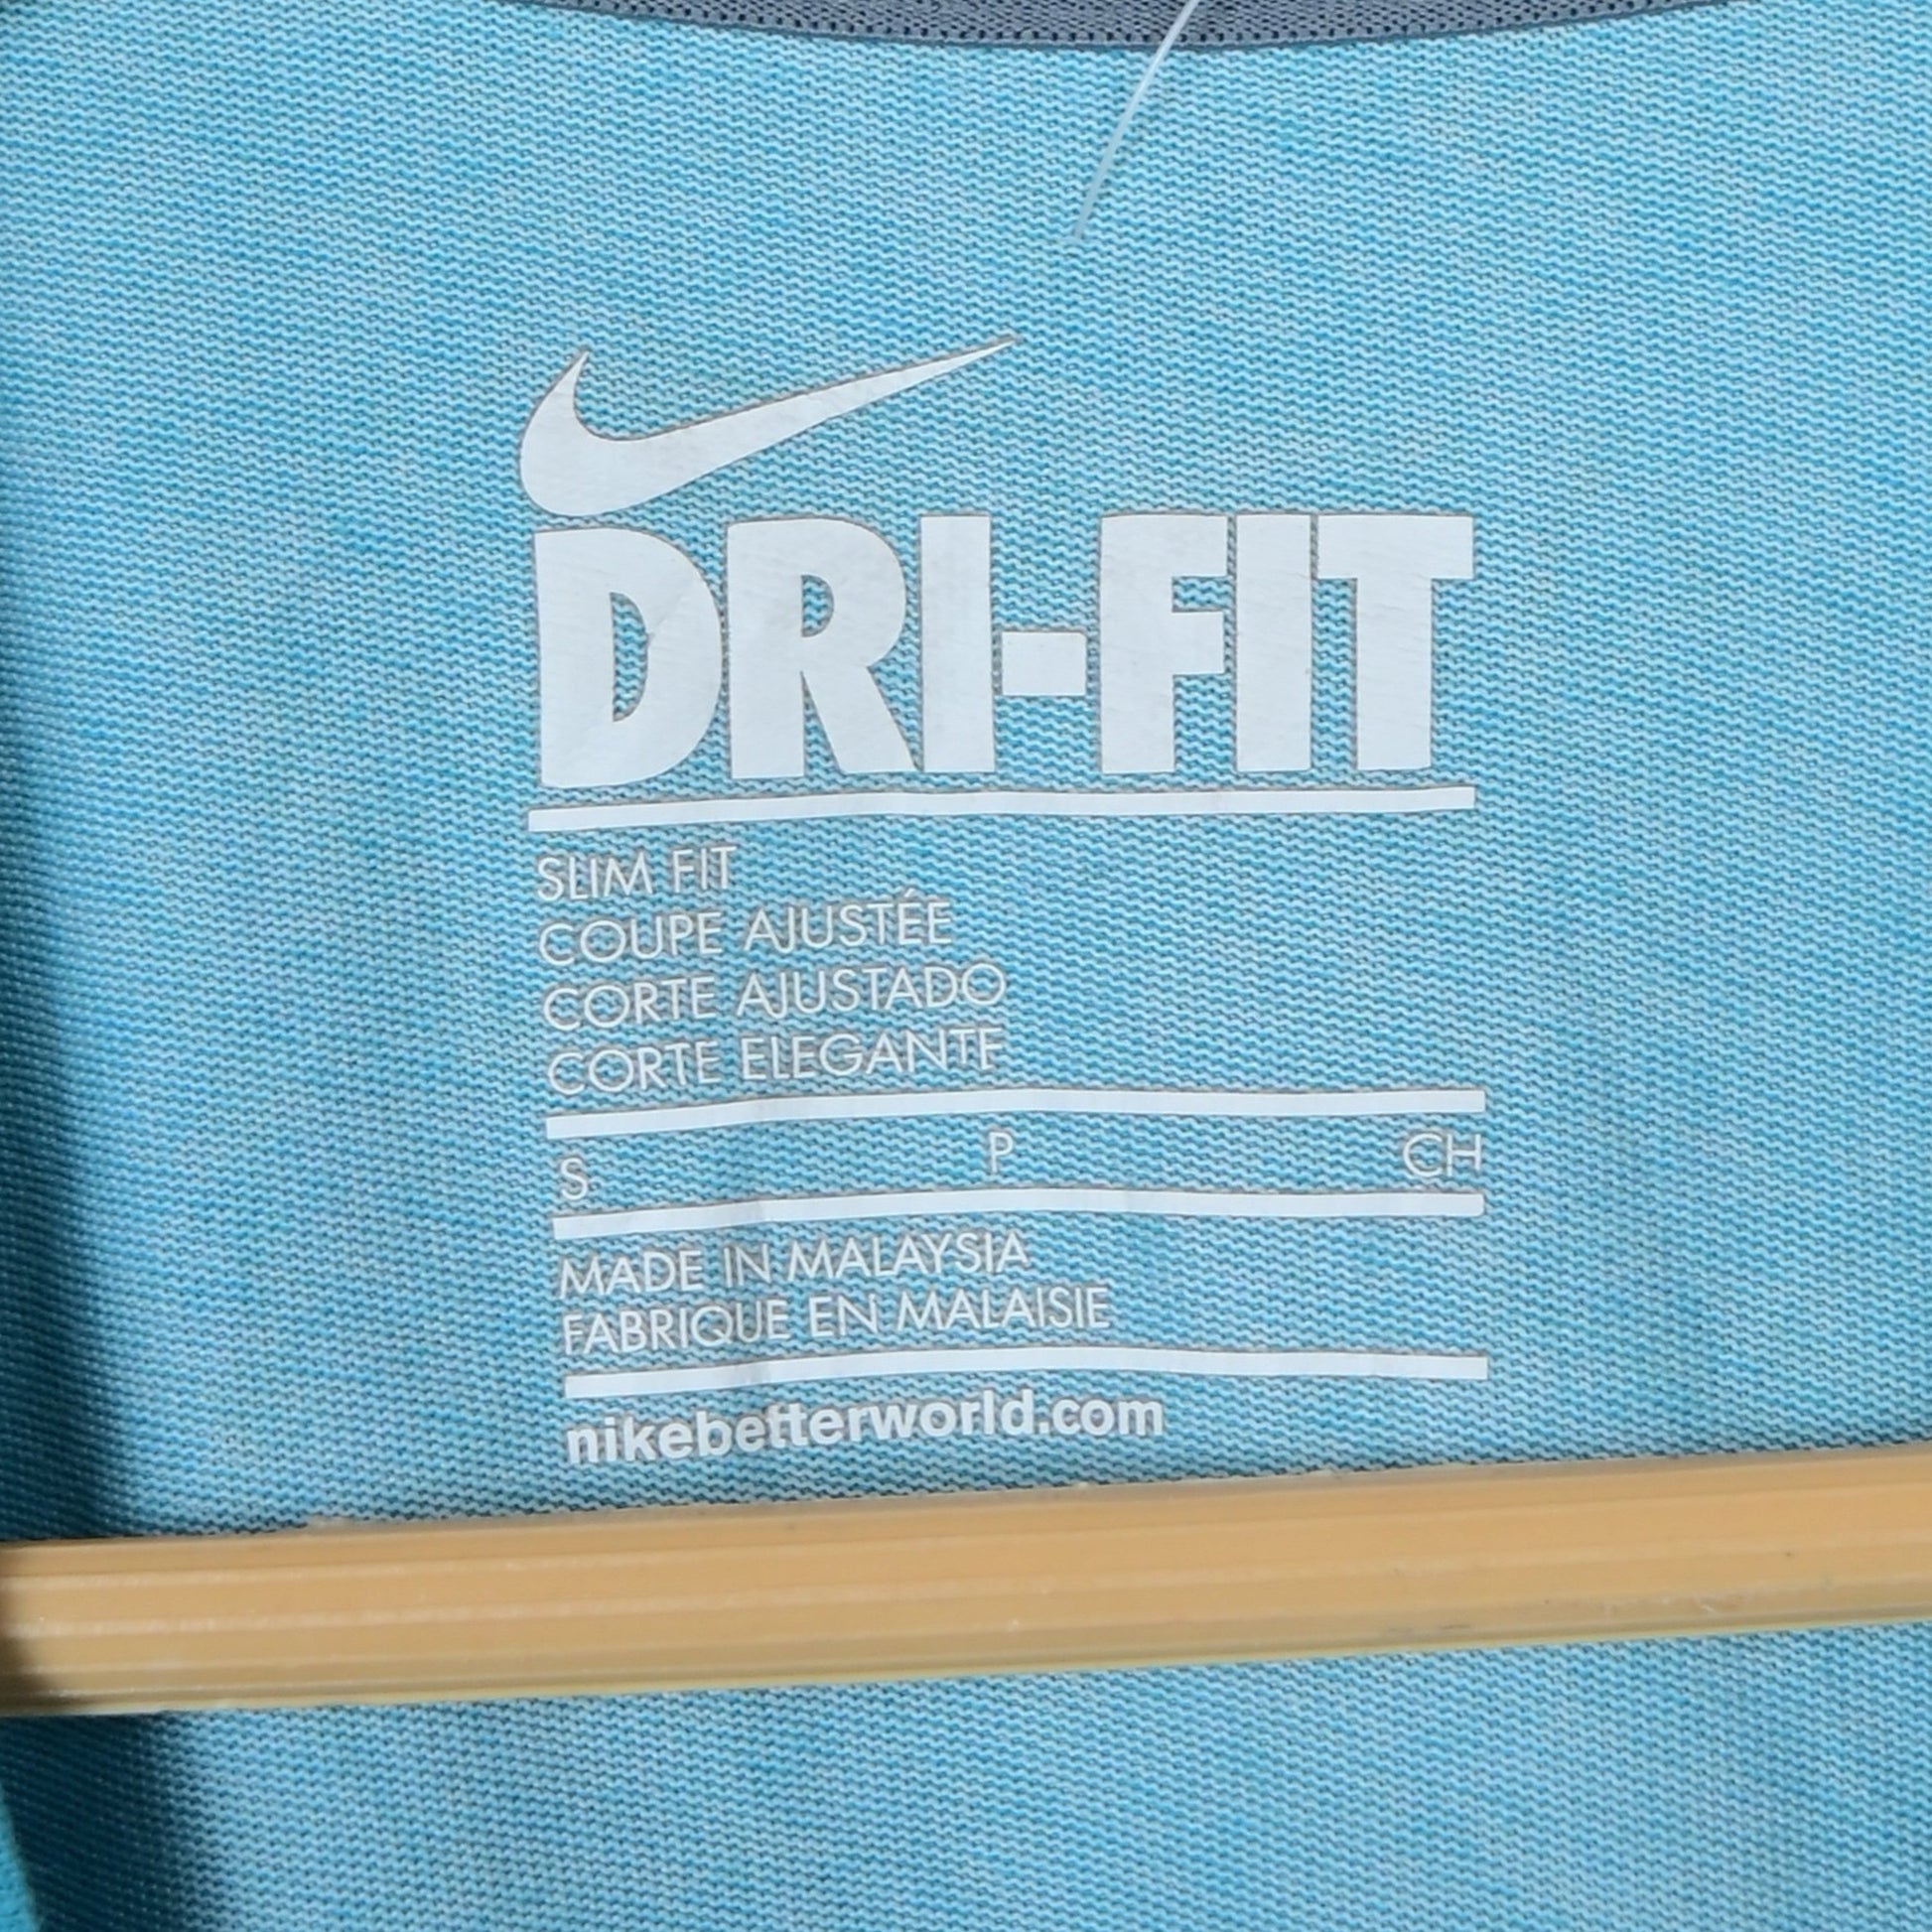 DRI-FIT
SLIM FIT
COUPE AJUSTÉE
CORTE AJUSTADO
CORTE ELEGANTE
S P CH
MADE IN MALAYSIA
FABRIQUE EN MALAISIE
nikebetterworld.com